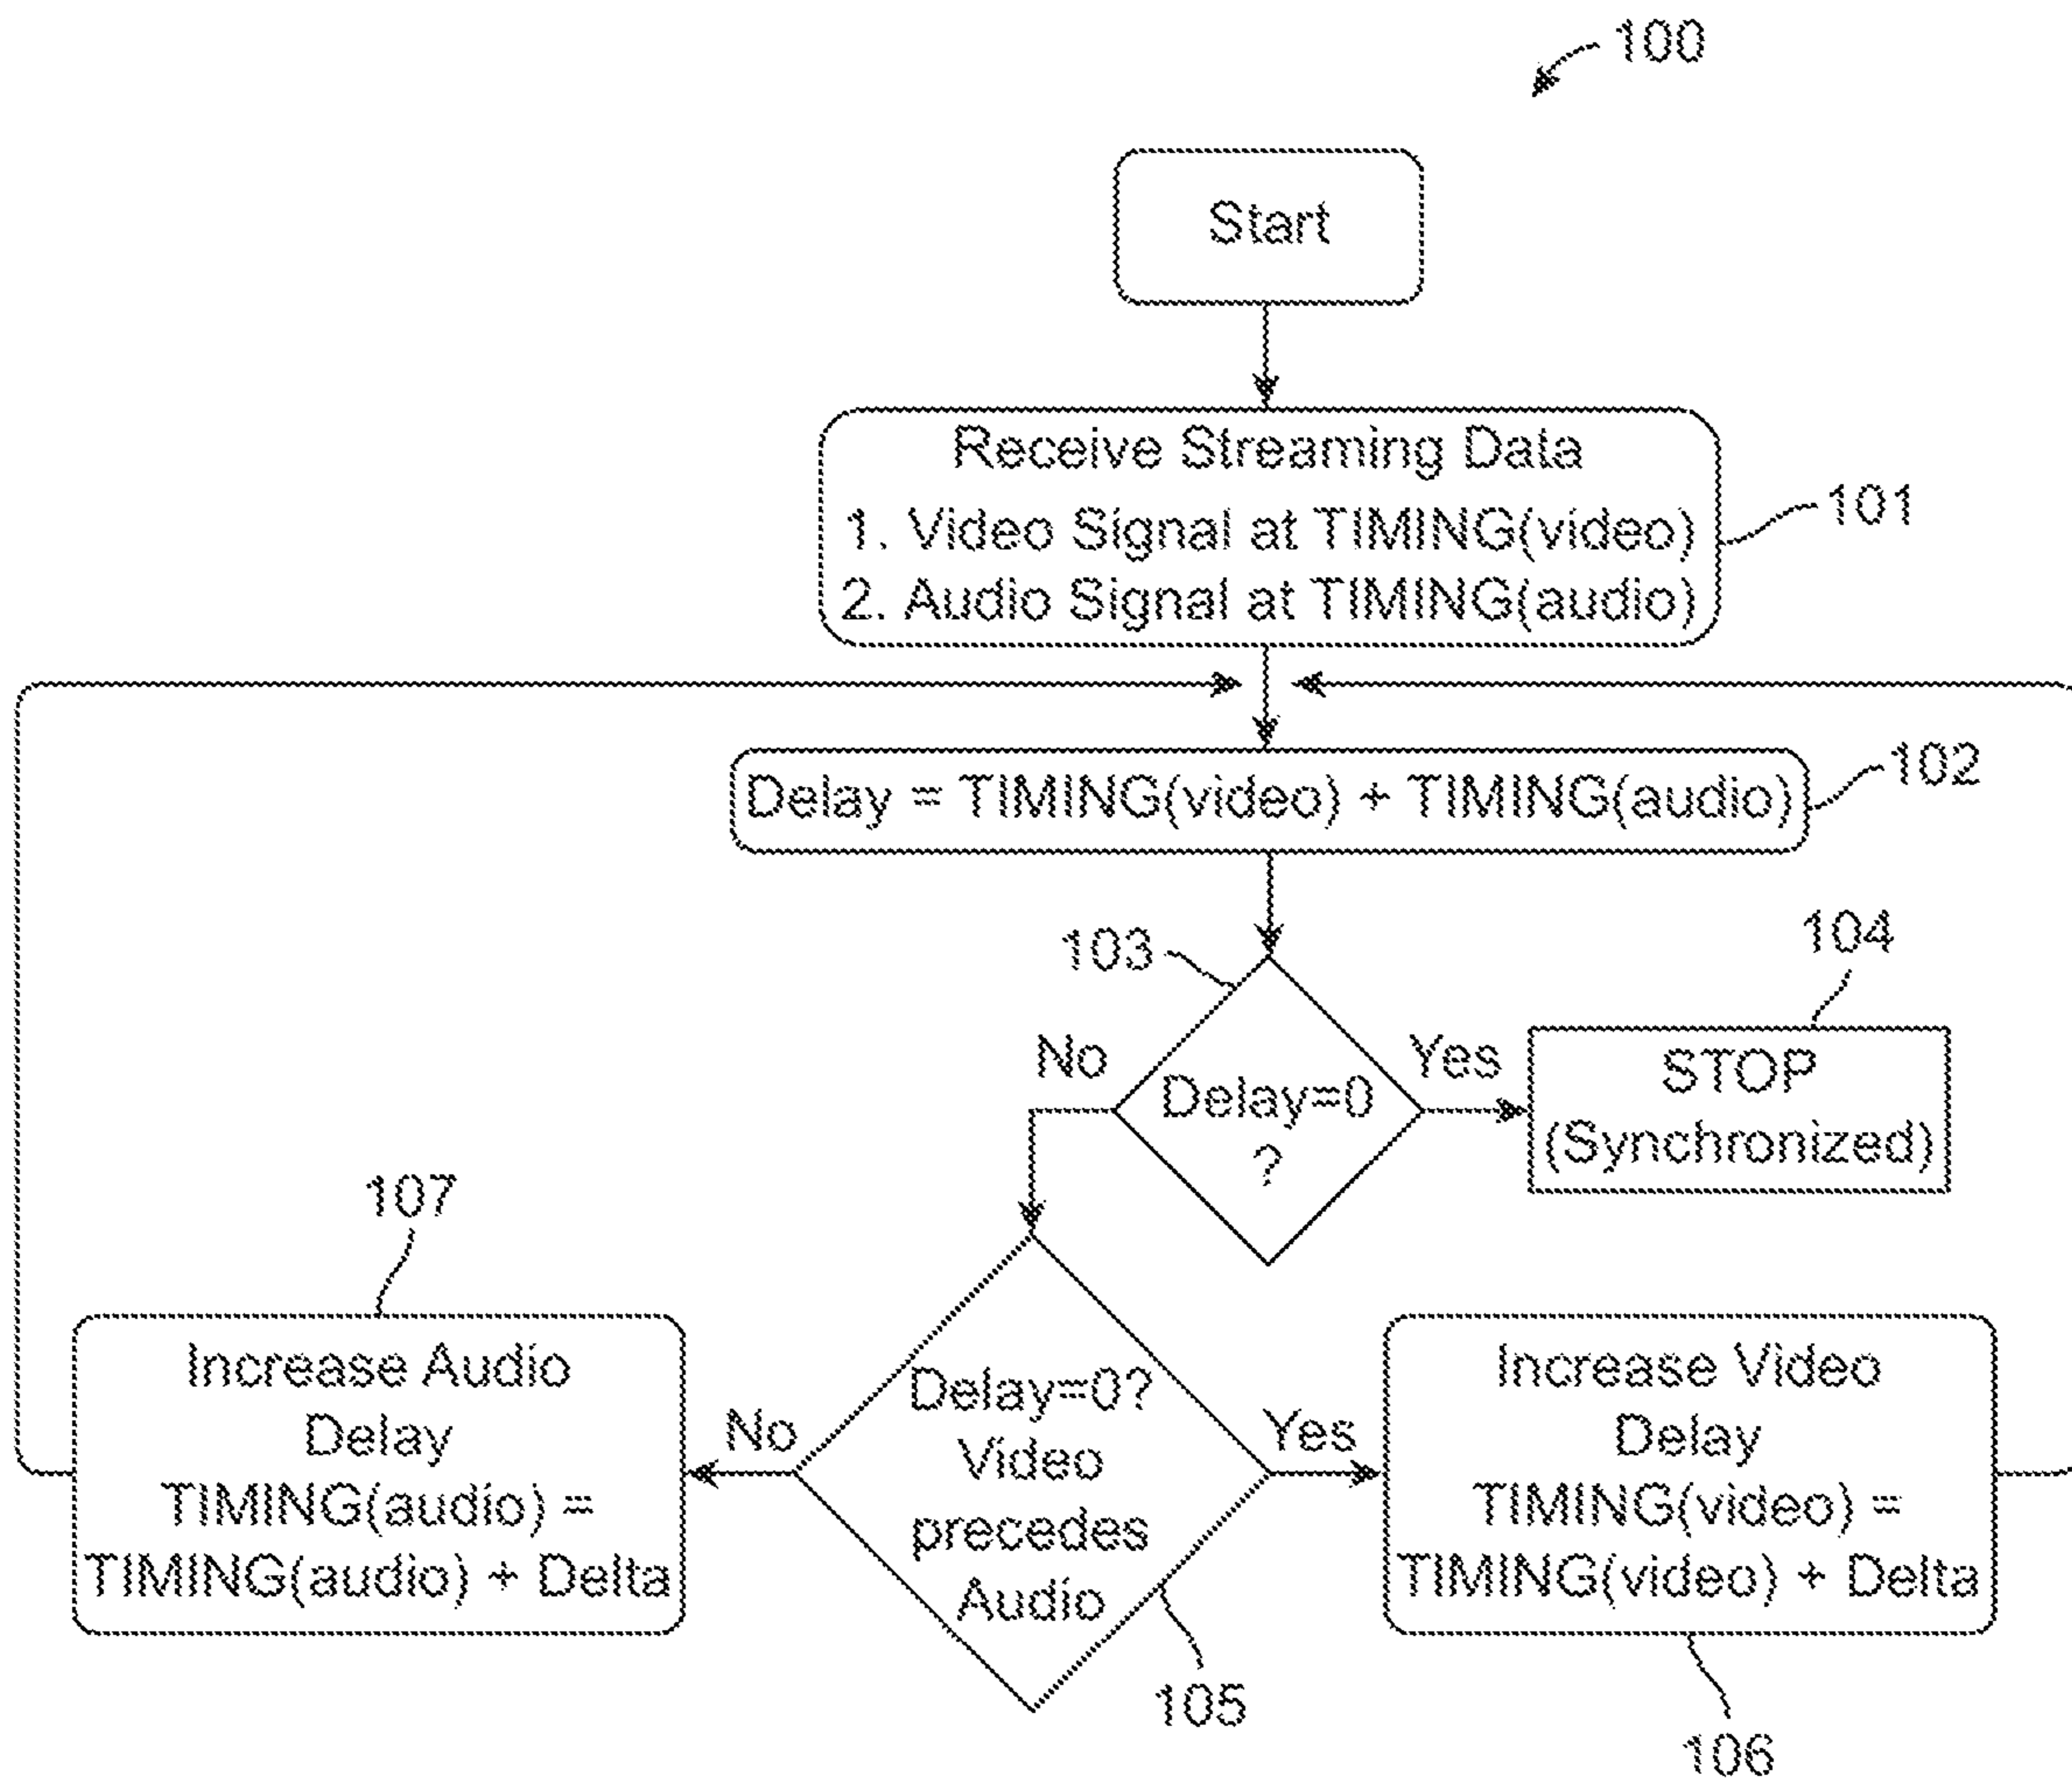 100
Start
Receive Streaming Data
1. Video Signal at TIMING(video)
2. Audio Signal at TIMING(audio)
101
Delay = TIMING(video) + TIMING(audio)
102
103
104
No
Yes
Delay=0
?
STOP
(Synchronized)
107
Increase Audio
Delay
TIMING(audio) =
TIMING(audio) + Delta
No
Delay=0?
Video
precedes
Audio
Yes
Increase Video
Delay
TIMING(video) =
TIMING(video) + Delta
105
106